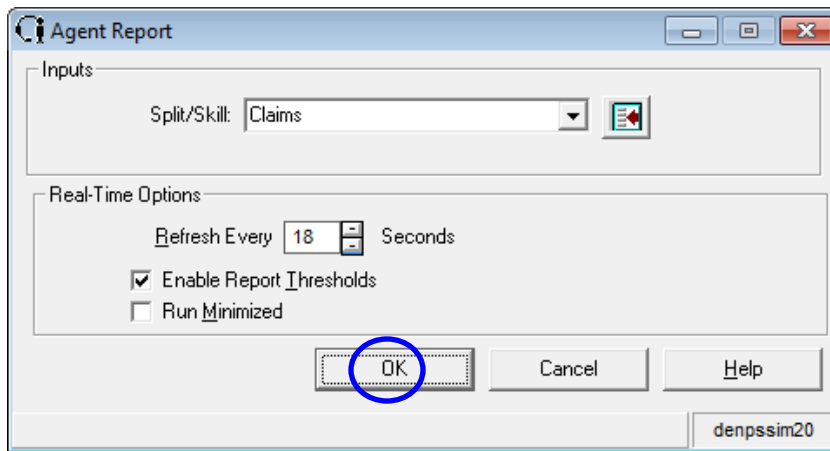 Agent Report
Inputs
Split/Skill: Claims
Real-Time Options
Refresh Every 18 Seconds
Enable Report Thresholds
Run Minimized
OK Cancel Help
denpssim20